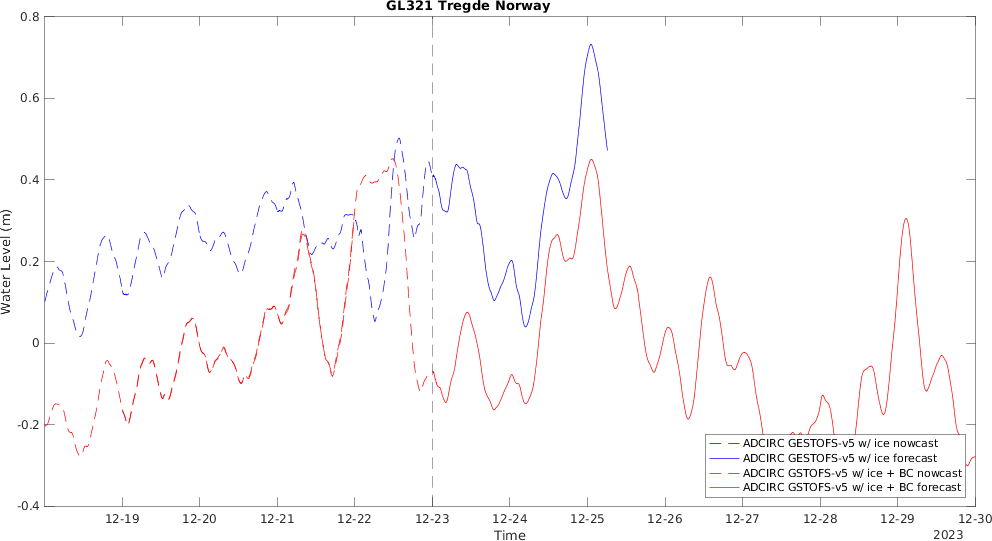 GL321 Tregde Norway
0.8
0.6
0.4
0.2
0
-0.2
-0.4
Water Level (m)
12-19
12-20
12-21
12-22
12-23
12-24
12-25
12-26
12-27
12-28
12-29
12-30
Time
2023
ADCIRC GESTOFS-v5 w/ ice nowcast
ADCIRC GESTOFS-v5 w/ ice forecast
ADCIRC GSTOFS-v5 w/ ice + BC nowcast
ADCIRC GSTOFS-v5 w/ ice + BC forecast